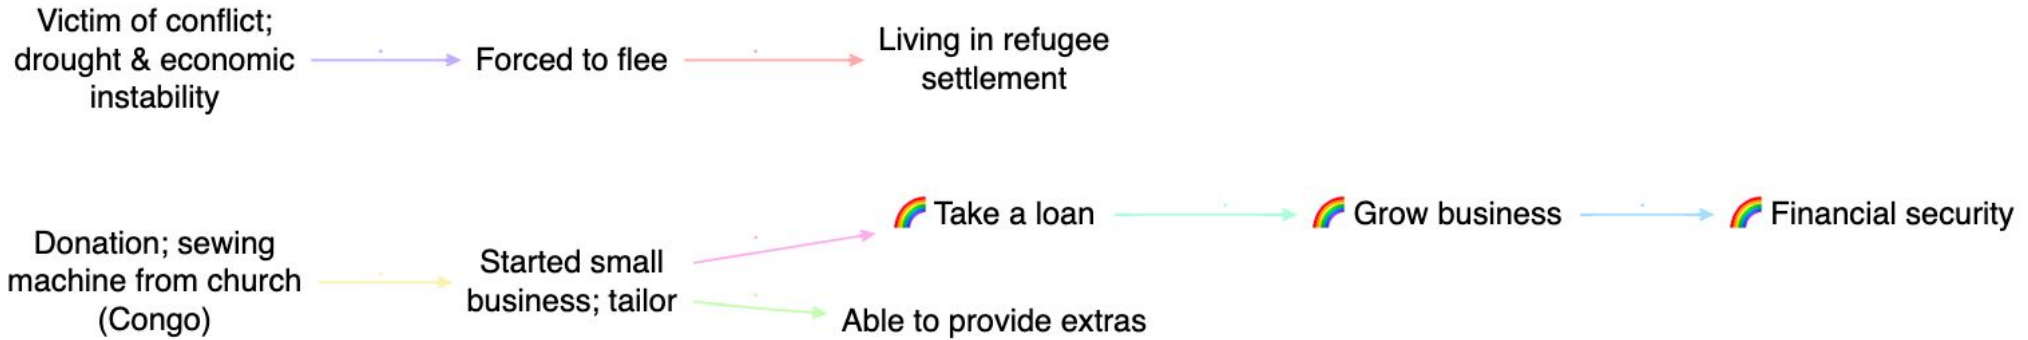 Victim of conflict;
drought & economic
instability
Forced to flee
Living in refugee
settlement
Donation; sewing
machine from church
(Congo)
Started small
business; tailor
🌈 Take a loan
🌈 Grow business
🌈 Financial security
Able to provide extras